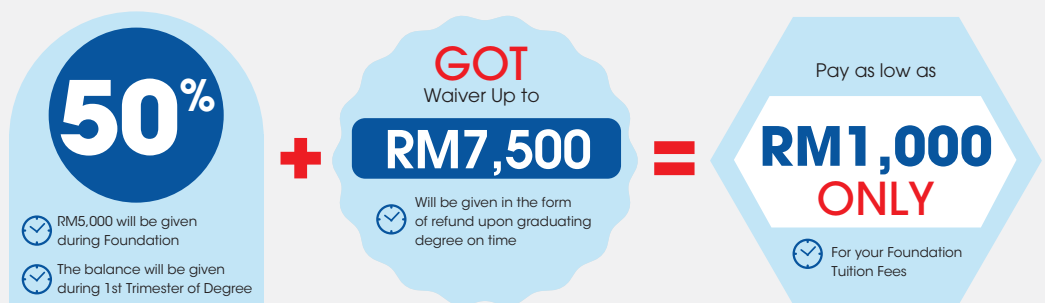 50%
RM5,000 will be given
during Foundation
The balance will be given
during 1st Trimester of Degree
+
GOT
Waiver Up to
RM7,500
Will be given in the form
of refund upon graduating
degree on time
=
Pay as low as
RM1,000
ONLY
For your Foundation
Tuition Fees